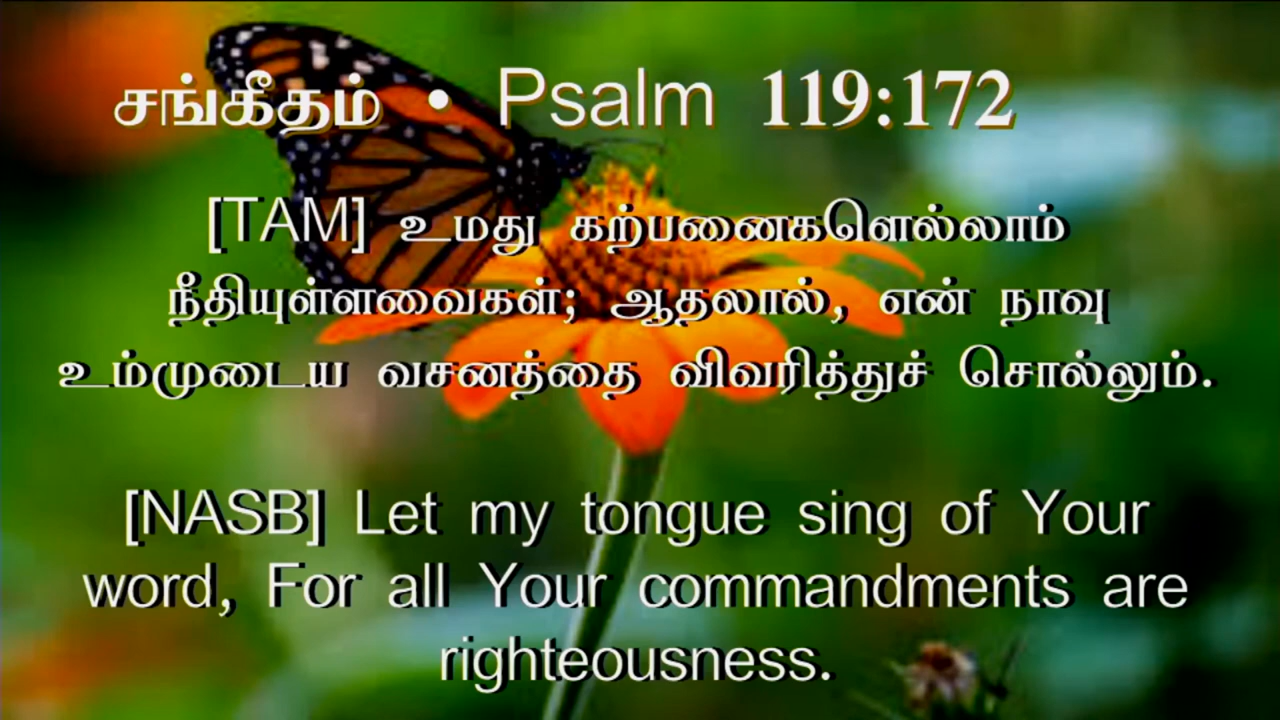 சங்கீதம் • Psalm 119:172
[TAM] உமது கற்பனைகளெல்லாம்
நீதியுள்ளவைகள்; ஆதலால், என் நாவு
உம்முடைய வசனத்தை விவரித்துச் சொல்லும்.
[NASB] Let my tongue sing of Your
word, For all Your commandments are
righteousness.